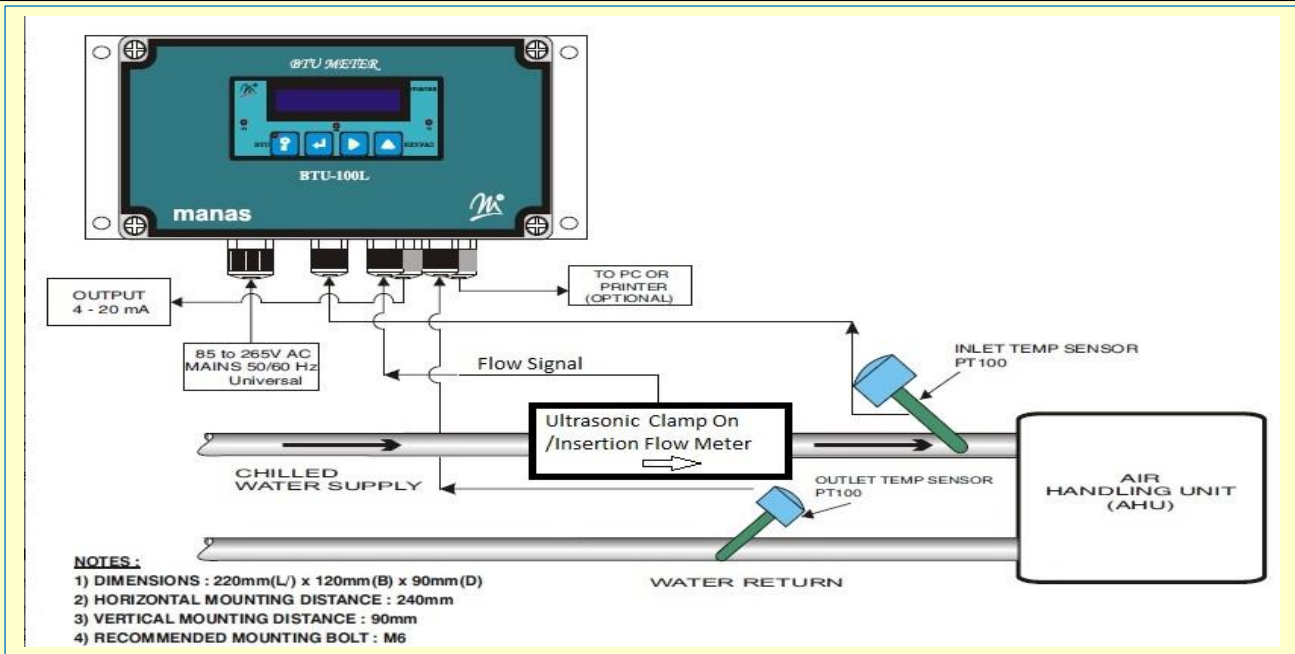 BTU METER
manas
BTU
KEYPAD
BTU-100L
manas
OUTPUT
4 - 20 mA
TO PC OR
PRINTER
(OPTIONAL)
85 to 265V AC
MAINS 50/60 Hz
Universal
Flow Signal
INLET TEMP SENSOR
PT100
Ultrasonic Clamp On
/Insertion Flow Meter
CHILLED
WATER SUPPLY
OUTLET TEMP SENSOR
PT100
AIR
HANDLING UNIT
(AHU)
WATER RETURN
NOTES :
1) DIMENSIONS : 220mm(L/) x 120mm(B) x 90mm(D)
2) HORIZONTAL MOUNTING DISTANCE : 240mm
3) VERTICAL MOUNTING DISTANCE : 90mm
4) RECOMMENDED MOUNTING BOLT : M6